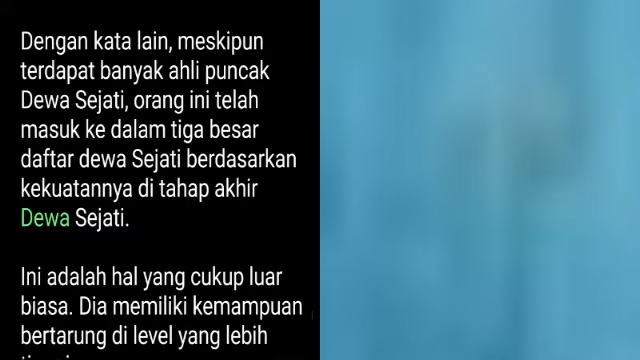 Dengan kata lain, meskipun
terdapat banyak ahli puncak
Dewa Sejati, orang ini telah
masuk ke dalam tiga besar
daftar dewa Sejati berdasarkan
kekuatannya di tahap akhir
Dewa Sejati.
Ini adalah hal yang cukup luar
biasa. Dia memiliki kemampuan
bertarung di level yang lebih